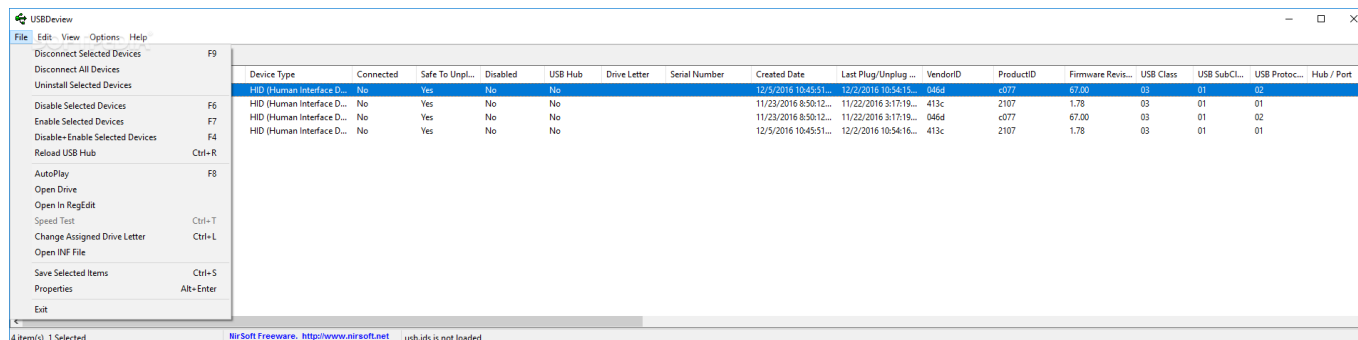 USBDeview
File Edit View Options Help
Disconnect Selected Devices F9
Disconnect All Devices
Uninstall Selected Devices
Disable Selected Devices F6
Enable Selected Devices F7
Disable+Enable Selected Devices F4
Reload USB Hub Ctrl+R
AutoPlay F8
Open Drive
Open In RegEdit
Speed Test Ctrl+T
Change Assigned Drive Letter Ctrl+L
Open INF File
Save Selected Items Ctrl+S
Properties Alt+Enter
Exit
Device Type Connected Safe To Unpl... Disabled USB Hub Drive Letter Serial Number Created Date Last Plug/Unplug ... VendorID ProductID Firmware Revis... USB Class USB SubCl... USB Protoc... Hub / Port
HID (Human Interface D... No Yes No No 12/5/2016 10:45:51... 12/2/2016 10:54:15... 046d c077 67.00 03 01 02
HID (Human Interface D... No Yes No No 11/23/2016 8:50:12... 11/22/2016 3:17:19... 413c 2107 1.78 03 01 01
HID (Human Interface D... No Yes No No 11/23/2016 8:50:12... 11/22/2016 3:17:19... 046d c077 67.00 03 01 02
HID (Human Interface D... No Yes No No 12/5/2016 10:45:51... 12/2/2016 10:54:16... 413c 2107 1.78 03 01 01
4 item(s), 1 Selected NirSoft Freeware. http://www.nirsoft.net usb.ids is not loaded